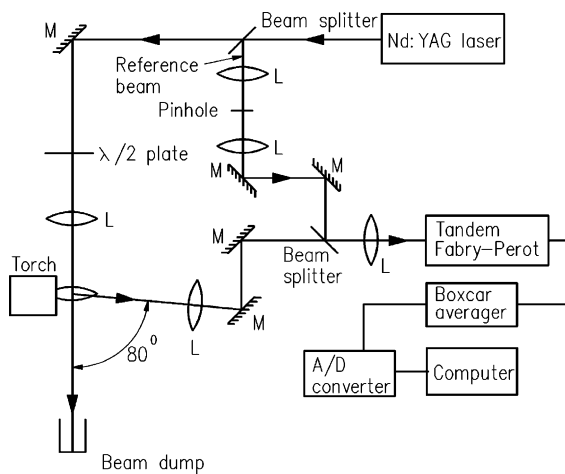 Beam splitter
M
Nd: YAG laser
Reference
beam
L
Pinhole
λ/2 plate
L
M
M
L
M
Torch
Beam
splitter
L
Tandem
Fabry-Perot
L
M
80°
Boxcar
averager
A/D
converter
Computer
Beam dump